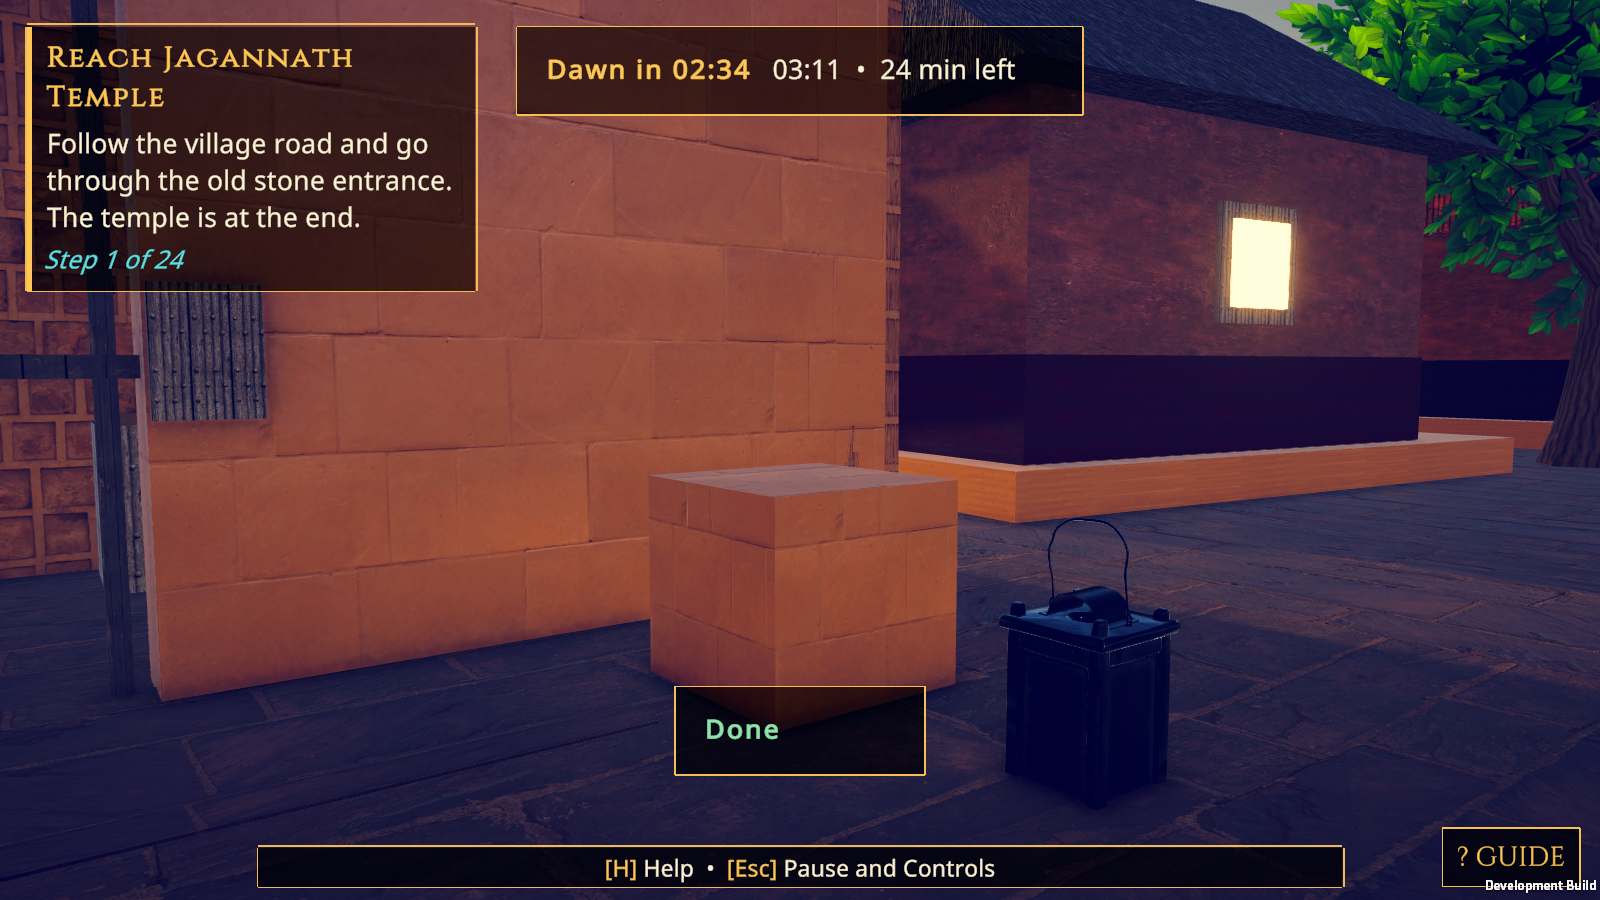 REACH JAGANNATH
TEMPLE
Follow the village road and go
through the old stone entrance.
The temple is at the end.
Step 1 of 24
Dawn in 02:34 03:11 • 24 min left
Done
[H] Help • [Esc] Pause and Controls
? GUIDE
Development Build